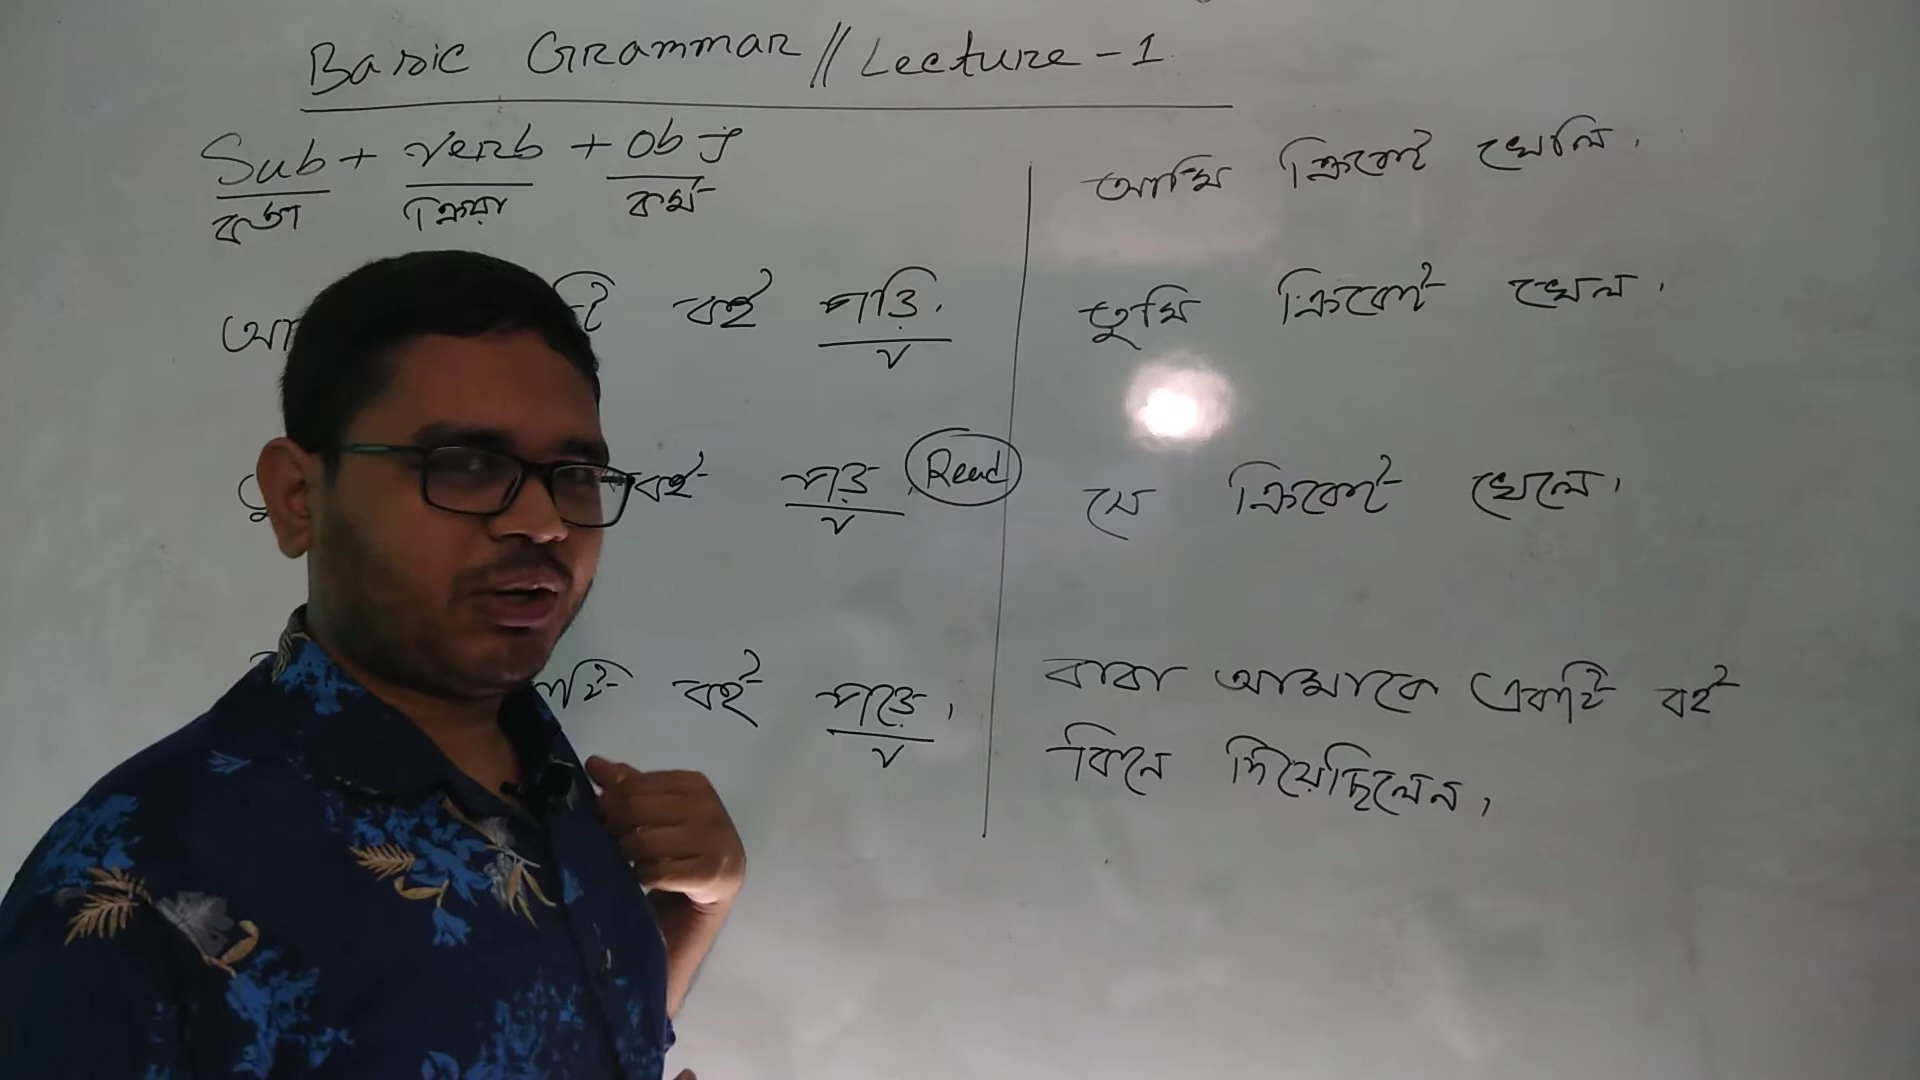 Basic Grammar // Lecture - 1
Sub + Verb + Obj
কর্তা ক্রিয়া কর্ম
বই পড়ি।
v
বই পড়
Read
v
বই পড়ে।
v
আমি ক্রিকেট খেলি।
তুমি ক্রিকেট খেল।
সে ক্রিকেট খেলে।
বাবা আমাকে একটি বই
কিনে দিয়েছিলেন।